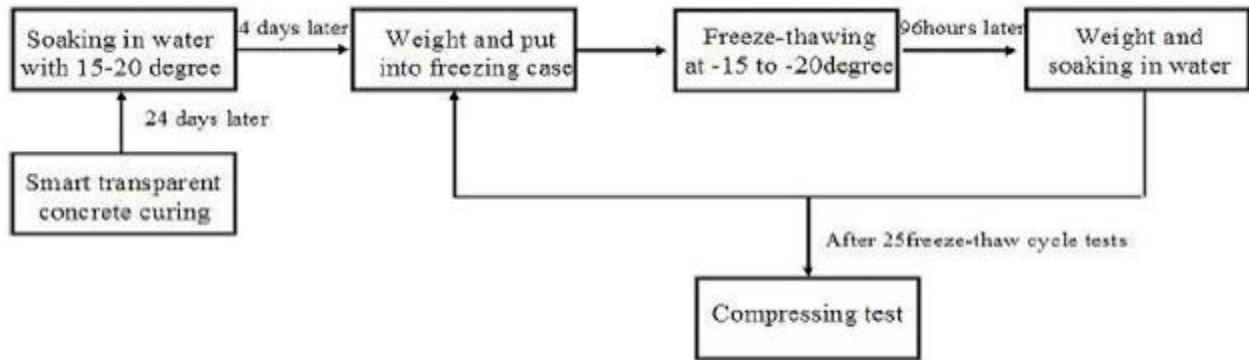 Soaking in water
with 15-20 degree
4 days later
Weight and put
into freezing case
Freeze-thawing
at -15 to -20degree
96hours later
Weight and
soaking in water
24 days later
Smart transparent
concrete curing
After 25freeze-thaw cycle tests
Compressing test